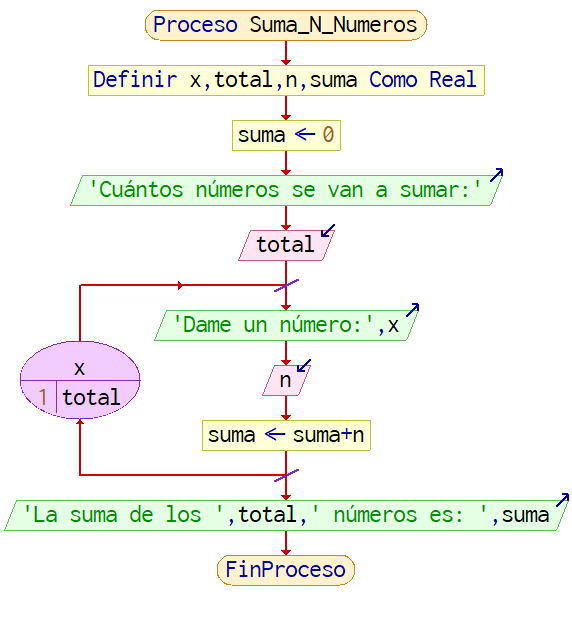 Proceso Suma_N_Numeros
Definir x,total,n,suma Como Real
suma ← 0
'Cuántos números se van a sumar:'
total
'Dame un número:',x
x
1 total
n
suma ← suma+n
'La suma de los ',total,' números es: ',suma
FinProceso